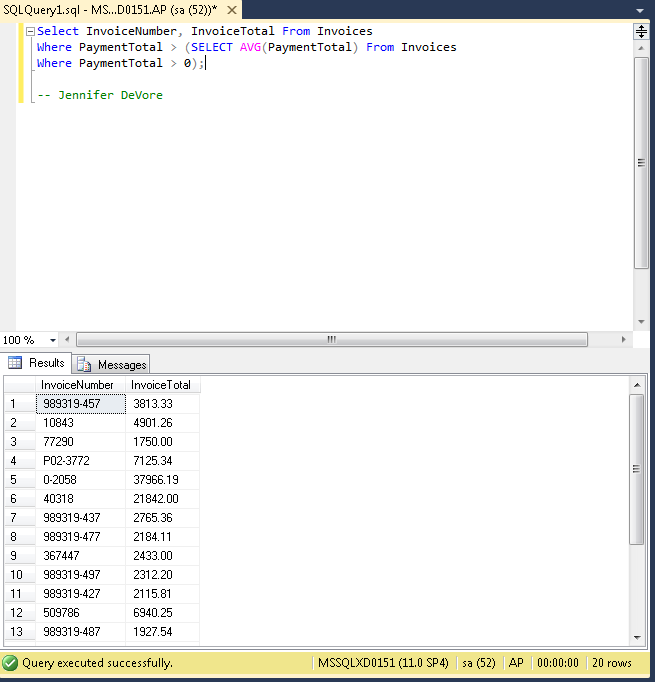 SQLQuery1.sql - MS...D0151.AP (sa (52))*
Select InvoiceNumber, InvoiceTotal From Invoices
Where PaymentTotal > (SELECT AVG(PaymentTotal) From Invoices
Where PaymentTotal > 0);
-- Jennifer DeVore
100 %
Results Messages
InvoiceNumber InvoiceTotal
1 989319-457 3813.33
2 10843 4901.26
3 77290 1750.00
4 P02-3772 7125.34
5 0-2058 37966.19
6 40318 21842.00
7 989319-437 2765.36
8 989319-477 2184.11
9 367447 2433.00
10 989319-497 2312.20
11 989319-427 2115.81
12 509786 6940.25
13 989319-487 1927.54
Query executed successfully. MSSQLXD0151 (11.0 SP4) sa (52) AP 00:00:00 20 rows